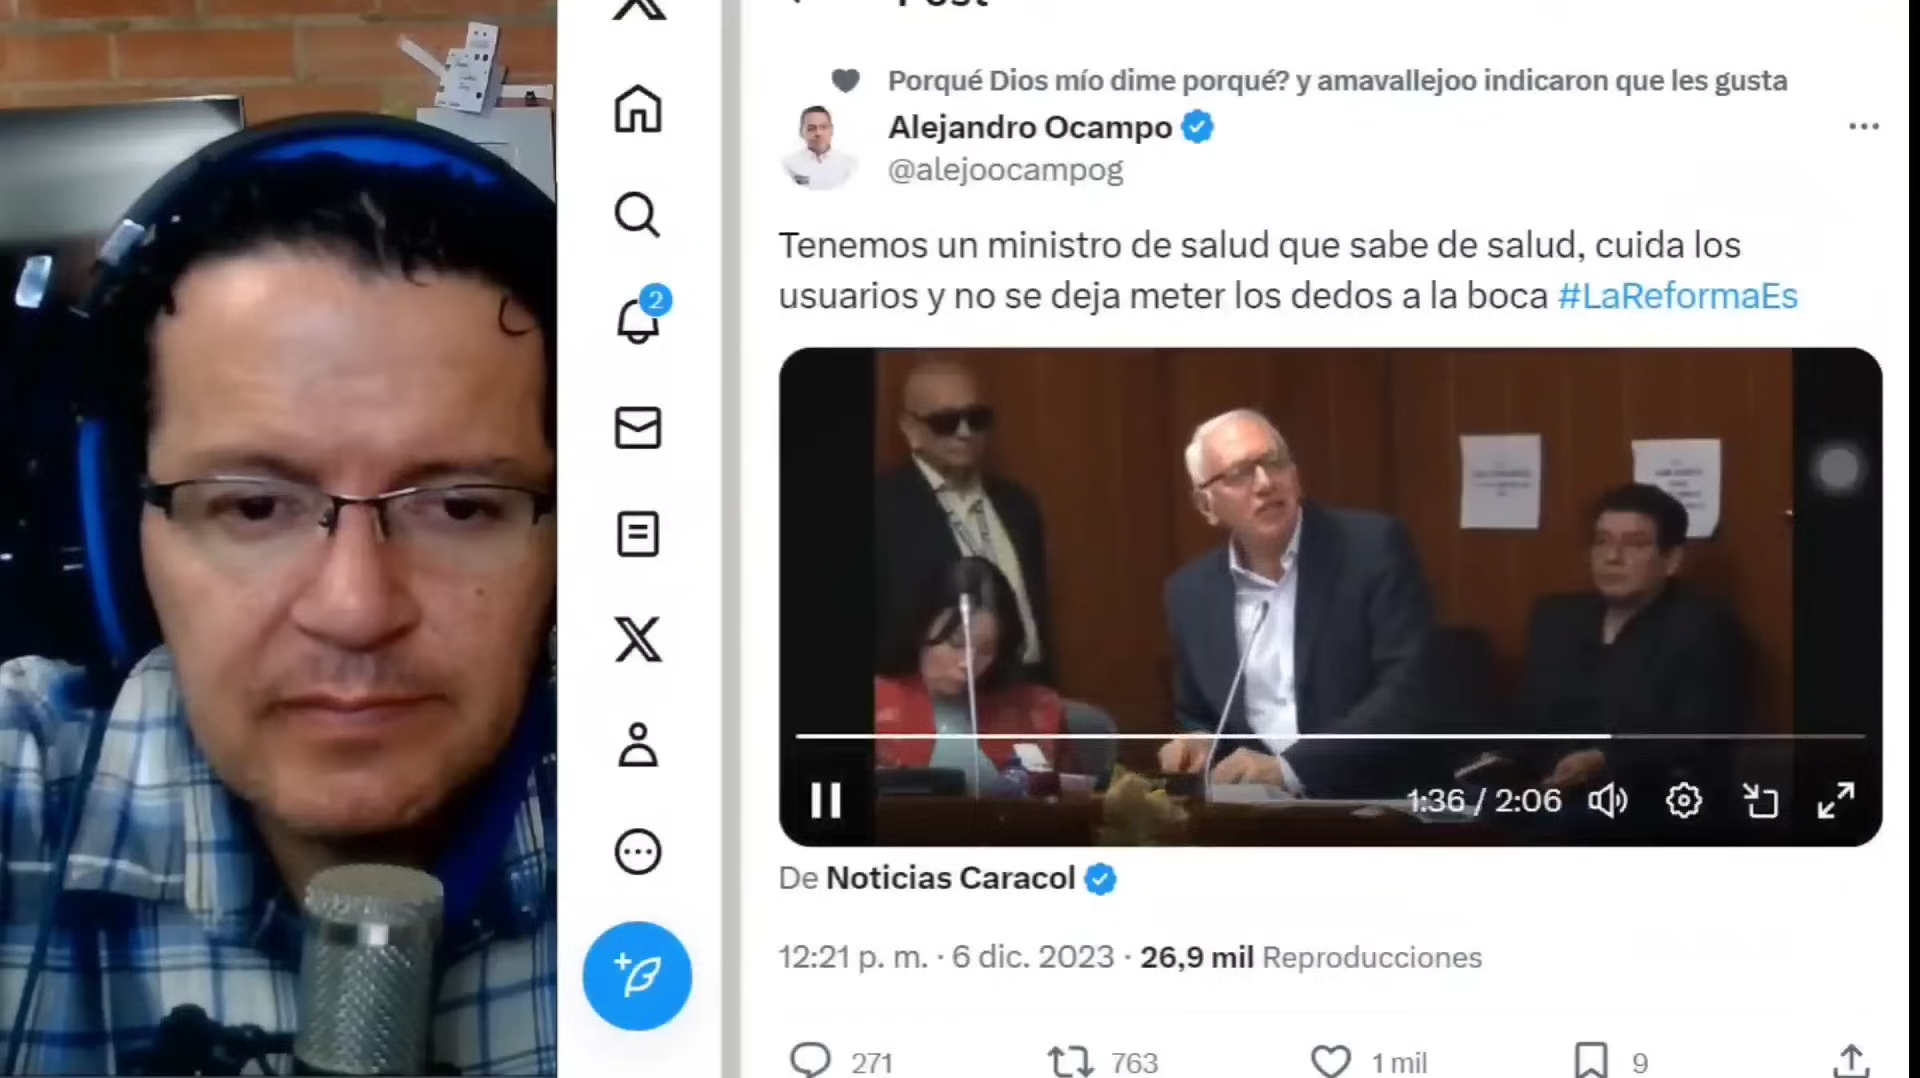 Post
Porqué Dios mío dime porqué? y amavallejoo indicaron que les gusta
Alejandro Ocampo
@alejoocampog
Tenemos un ministro de salud que sabe de salud, cuida los
usuarios y no se deja meter los dedos a la boca #LaReformaEs
2
1:36 / 2:06
De Noticias Caracol
12:21 p. m. · 6 dic. 2023 · 26,9 mil Reproducciones
271
763
1 mil
9